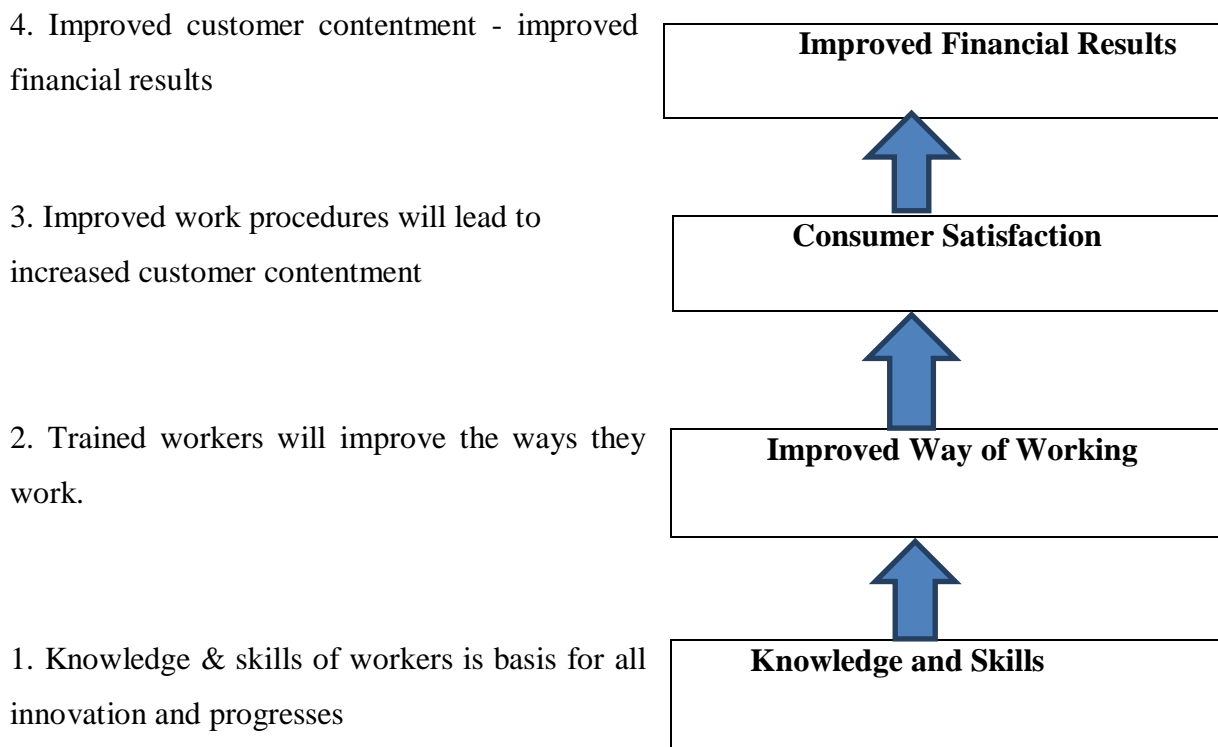 4. Improved customer contentment - improved
financial results
Improved Financial Results
3. Improved work procedures will lead to
increased customer contentment
Consumer Satisfaction
2. Trained workers will improve the ways they
work.
Improved Way of Working
1. Knowledge & skills of workers is basis for all
innovation and progresses
Knowledge and Skills